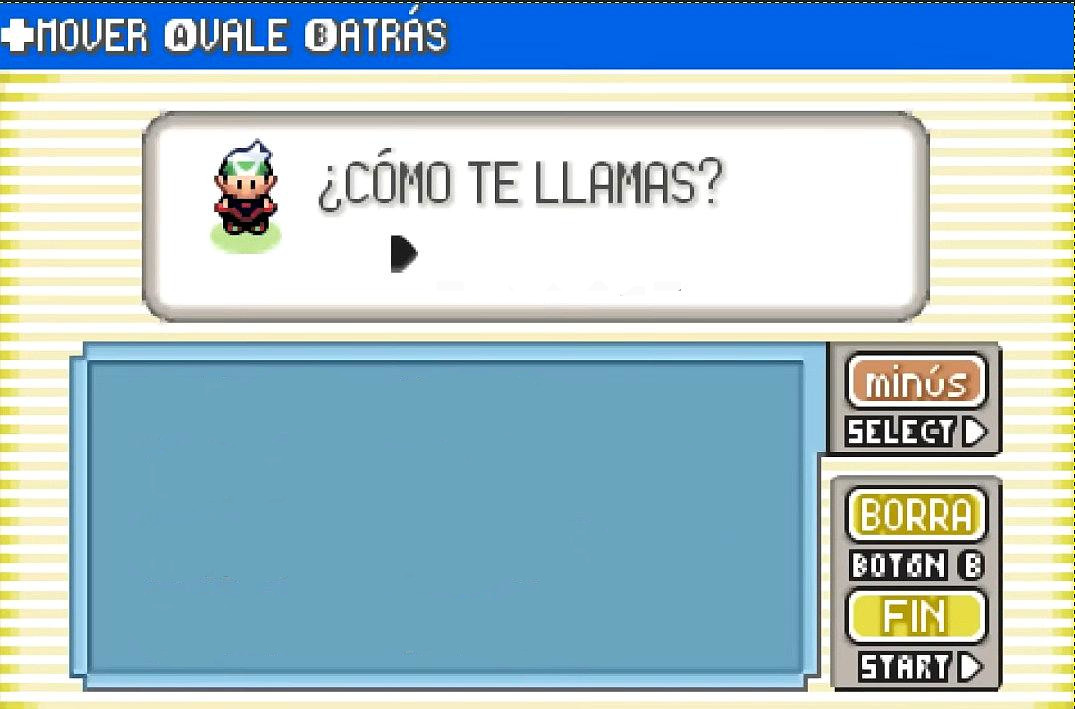 MOVER A VALE B ATRÁS
¿CÓMO TE LLAMAS?
minús
SELECT
BORRA
BOTÓN B
FIN
START